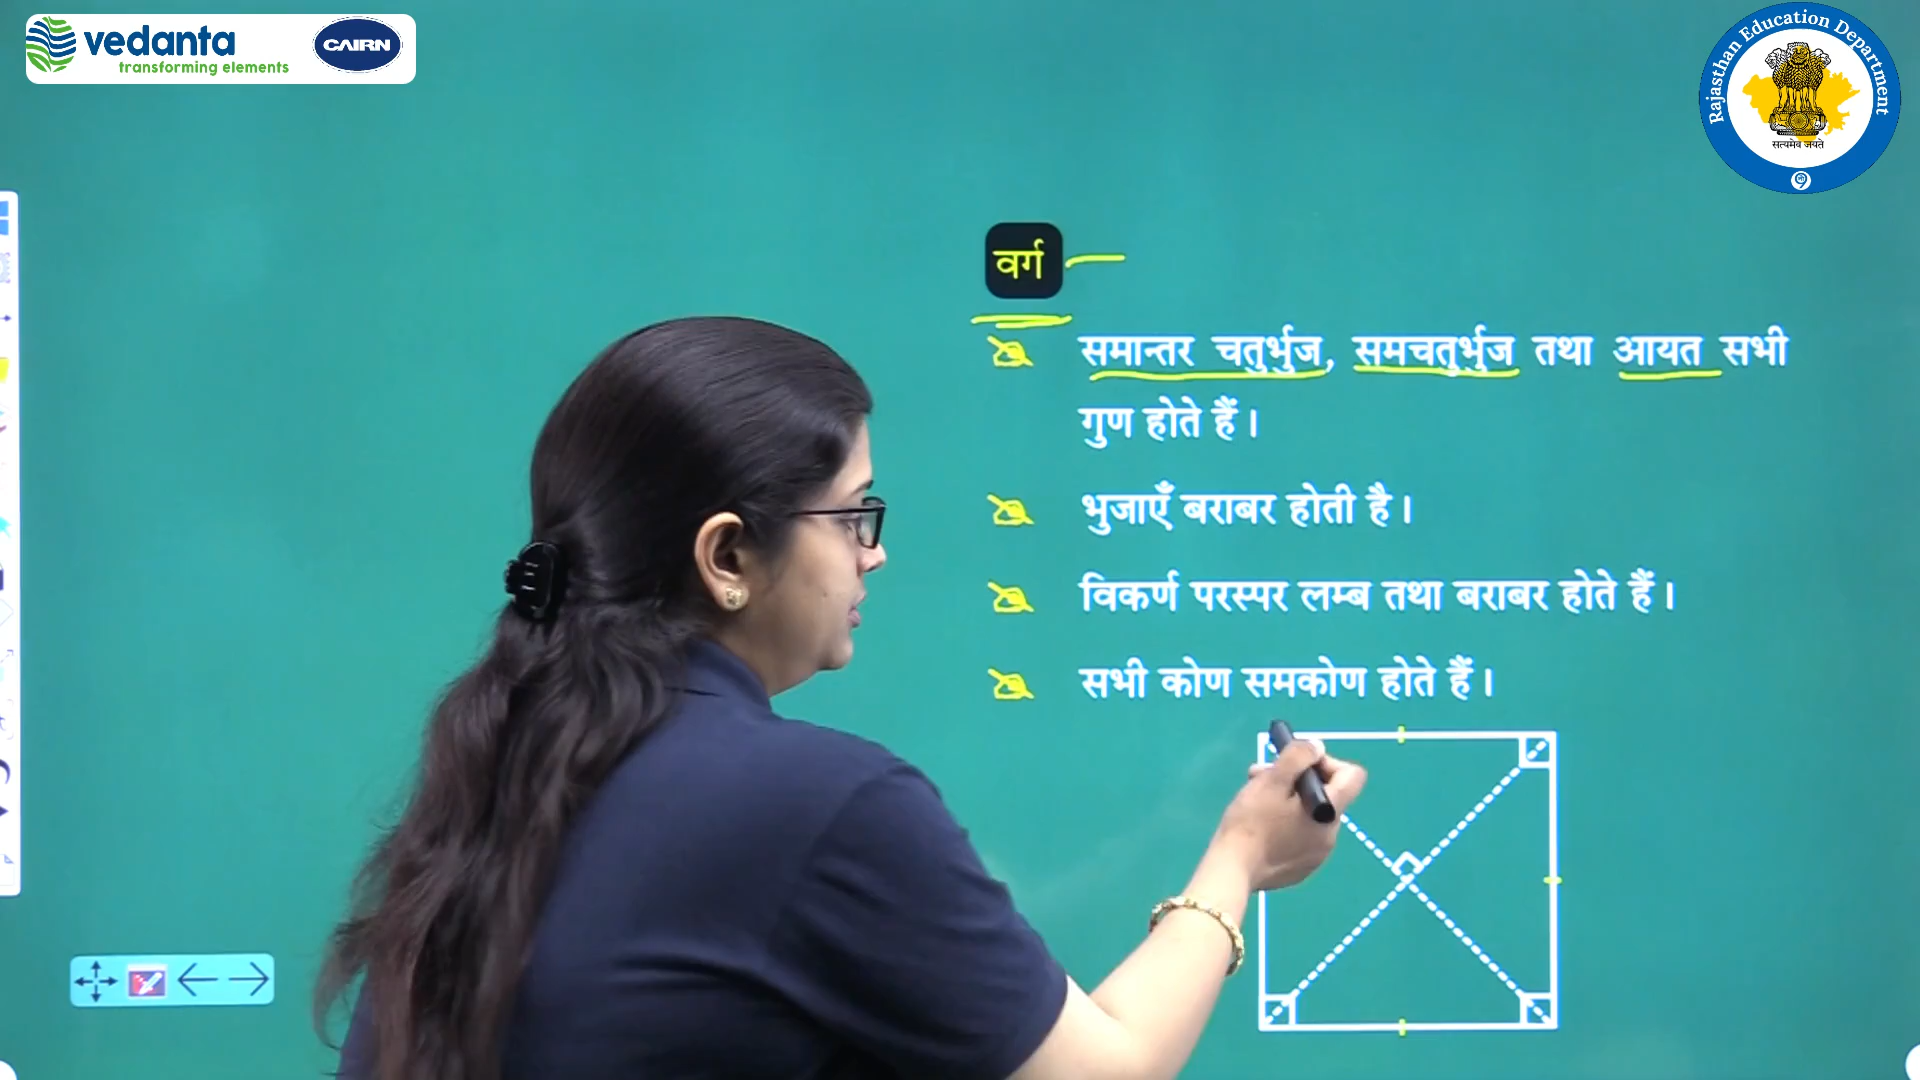 vedanta
transforming elements
CAIRN
Rajasthan Education Department
सत्यमेव जयते
वर्ग
समान्तर चतुर्भुज, समचतुर्भुज तथा आयत सभी
गुण होते हैं।
भुजाएँ बराबर होती है।
विकर्ण परस्पर लम्ब तथा बराबर होते हैं।
सभी कोण समकोण होते हैं।